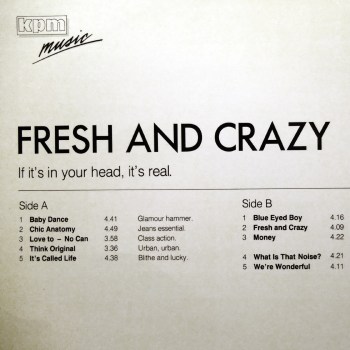 kpm
music
FRESH AND CRAZY
If it's in your head, it's real.
Side A
1 Baby Dance 4.41 Glamour hammer.
2 Chic Anatomy 4.49 Jeans essential.
3 Love to – No Can 3.58 Class action.
4 Think Original 3.36 Urban, urban.
5 It's Called Life 4.38 Blithe and lucky.
Side B
1 Blue Eyed Boy 4.16
2 Fresh and Crazy 4.09
3 Money 4.22
4 What Is That Noise? 4.21
5 We're Wonderful 4.11